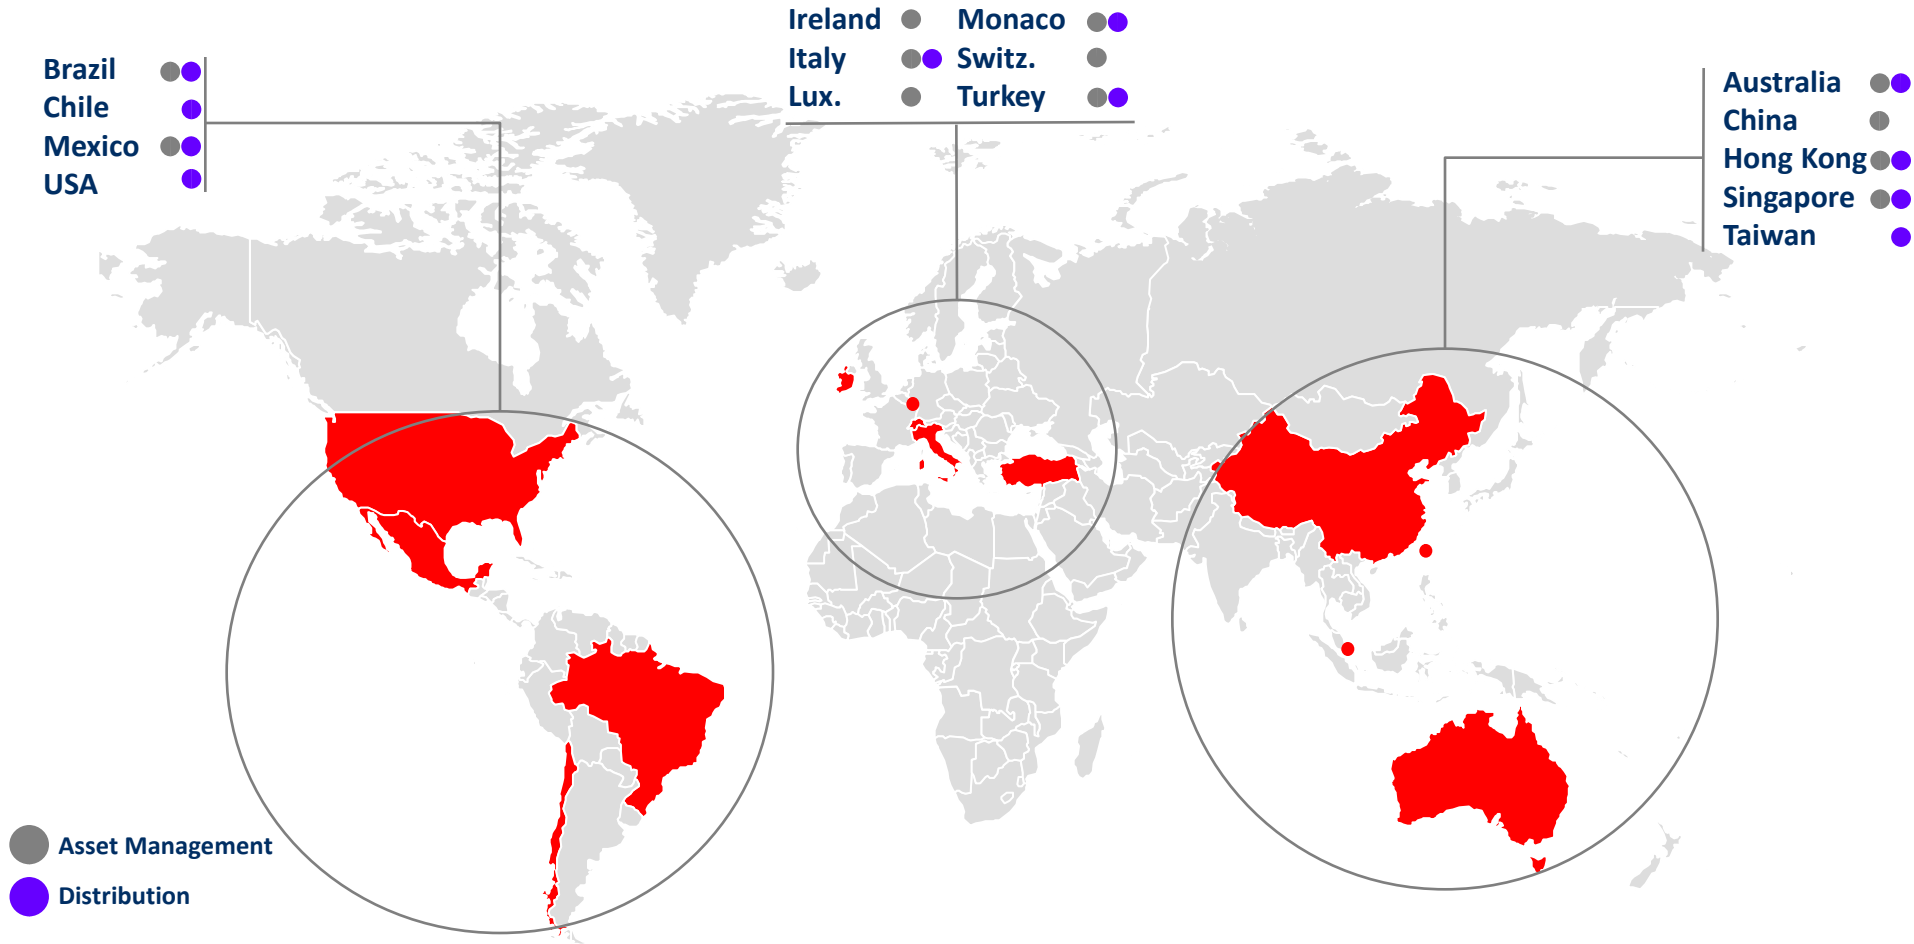 Brazil
Chile
Mexico
USA
Ireland
Italy
Lux.
Monaco
Switz.
Turkey
Australia
China
Hong Kong
Singapore
Taiwan
Asset Management
Distribution